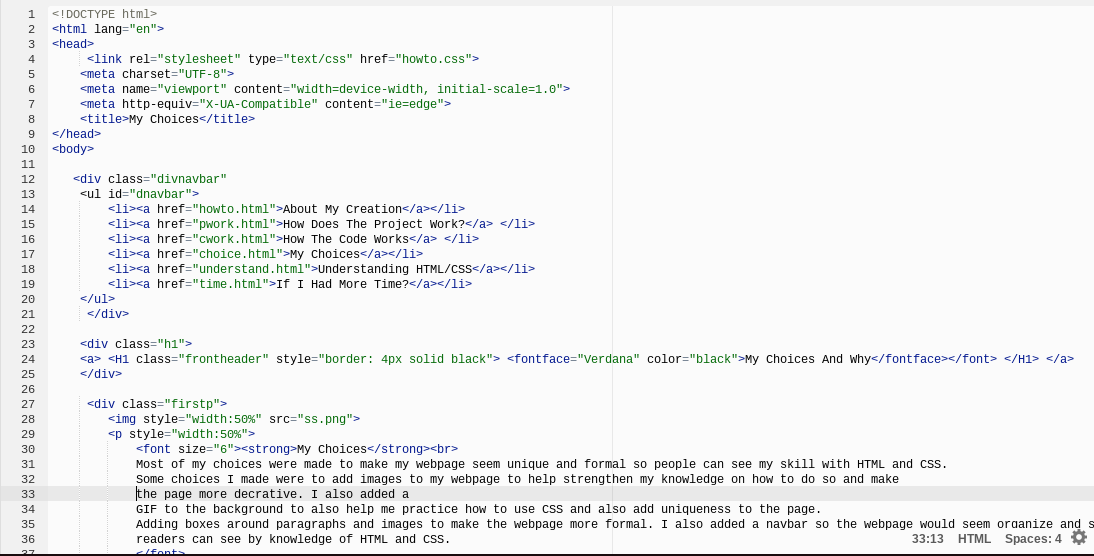 1 <!DOCTYPE html>
2 <html lang="en">
3 <head>
4 <link rel="stylesheet" type="text/css" href="howto.css">
5 <meta charset="UTF-8">
6 <meta name="viewport" content="width=device-width, initial-scale=1.0">
7 <meta http-equiv="X-UA-Compatible" content="ie=edge">
8 <title>My Choices</title>
9 </head>
10 <body>
11
12 <div class="divnavbar"
13 <ul id="dnavbar">
14 <li><a href="howto.html">About My Creation</a></li>
15 <li><a href="pwork.html">How Does The Project Work?</a> </li>
16 <li><a href="cwork.html">How The Code Works</a> </li>
17 <li><a href="choice.html">My Choices</a></li>
18 <li><a href="understand.html">Understanding HTML/CSS</a></li>
19 <li><a href="time.html">If I Had More Time?</a></li>
20 </ul>
21 </div>
22
23 <div class="h1">
24 <a> <H1 class="frontheader" style="border: 4px solid black"> <fontface="Verdana" color="black">My Choices And Why</fontface></font> </H1> </a>
25 </div>
26
27 <div class="firstp">
28 <img style="width:50%" src="ss.png">
29 <p style="width:50%">
30 <font size="6"><strong>My Choices</strong><br>
31 Most of my choices were made to make my webpage seem unique and formal so people can see my skill with HTML and CSS.
32 Some choices I made were to add images to my webpage to help strengthen my knowledge on how to do so and make
33 the page more decrative. I also added a
34 GIF to the background to also help me practice how to use CSS and also add uniqueness to the page.
35 Adding boxes around paragraphs and images to make the webpage more formal. I also added a navbar so the webpage would seem organize and s
36 readers can see by knowledge of HTML and CSS.
37 </font>
33:13 HTML Spaces: 4